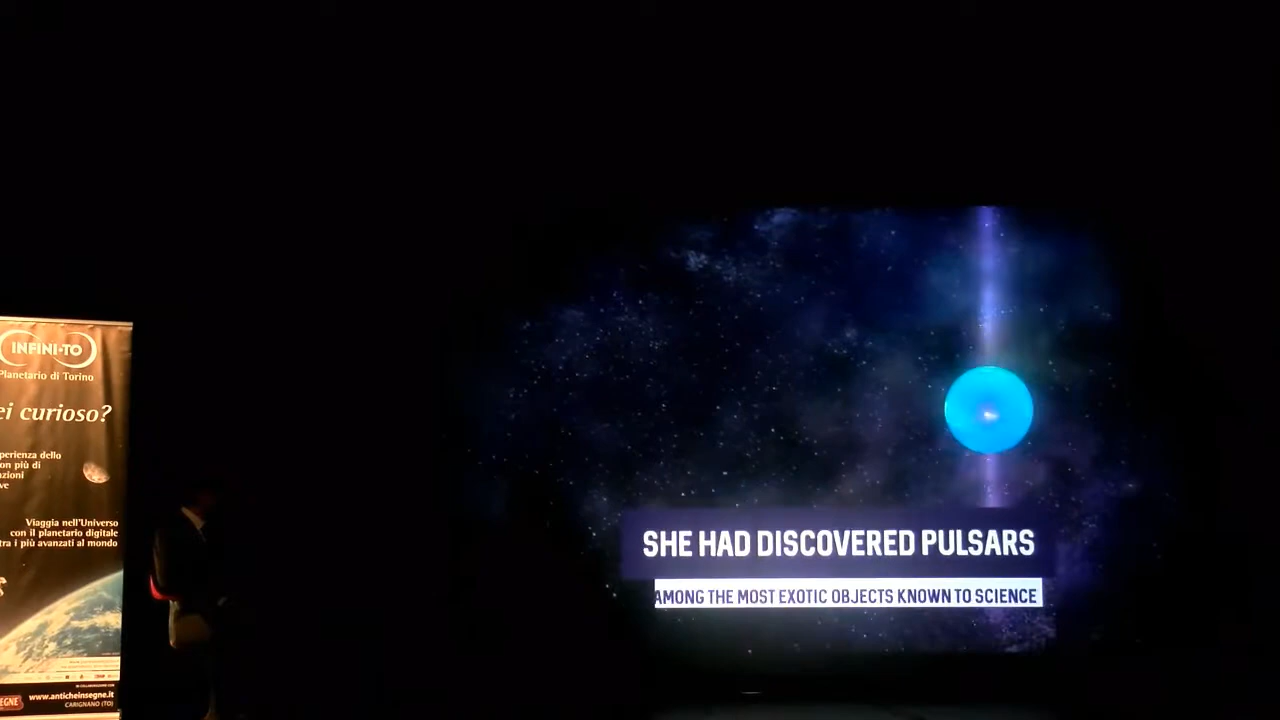 INFINI-TO
Planetario di Torino
ei curioso?
perienza dello
on più di
azioni
ve
Viaggia nell'Universo
con il planetario digitale
tra i più avanzati al mondo
www.anticheinsegne.it
CARIGNANO (TO)
SHE HAD DISCOVERED PULSARS
AMONG THE MOST EXOTIC OBJECTS KNOWN TO SCIENCE